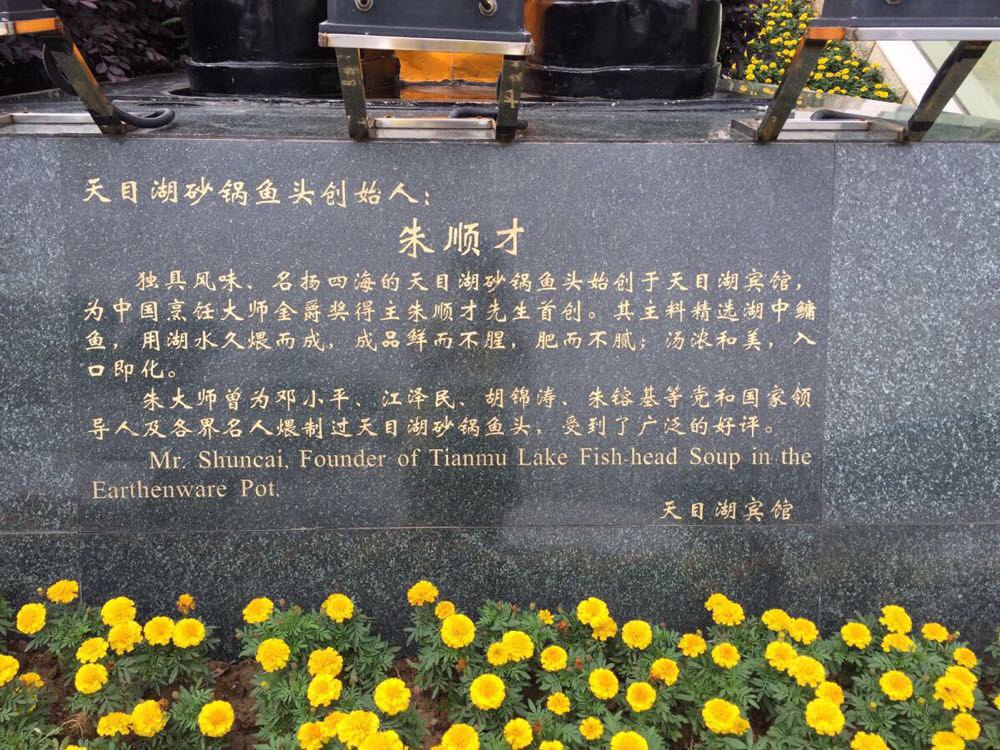 天目湖砂锅鱼头创始人：
朱顺才
独具风味、名扬四海的天目湖砂锅鱼头始创于天目湖宾馆，
为中国烹饪大师金爵奖得主朱顺才先生首创。其主料精选湖中鳙
鱼，用湖水久煨而成，成品鲜而不腥，肥而不腻；汤浓和美，入
口即化。
朱大师曾为邓小平、江泽民、胡锦涛、朱镕基等党和国家领
导人及各界名人煨制过天目湖砂锅鱼头，受到了广泛的好评。
Mr. Shuncai, Founder of Tianmu Lake Fish-head Soup in the
Earthenware Pot.
天目湖宾馆